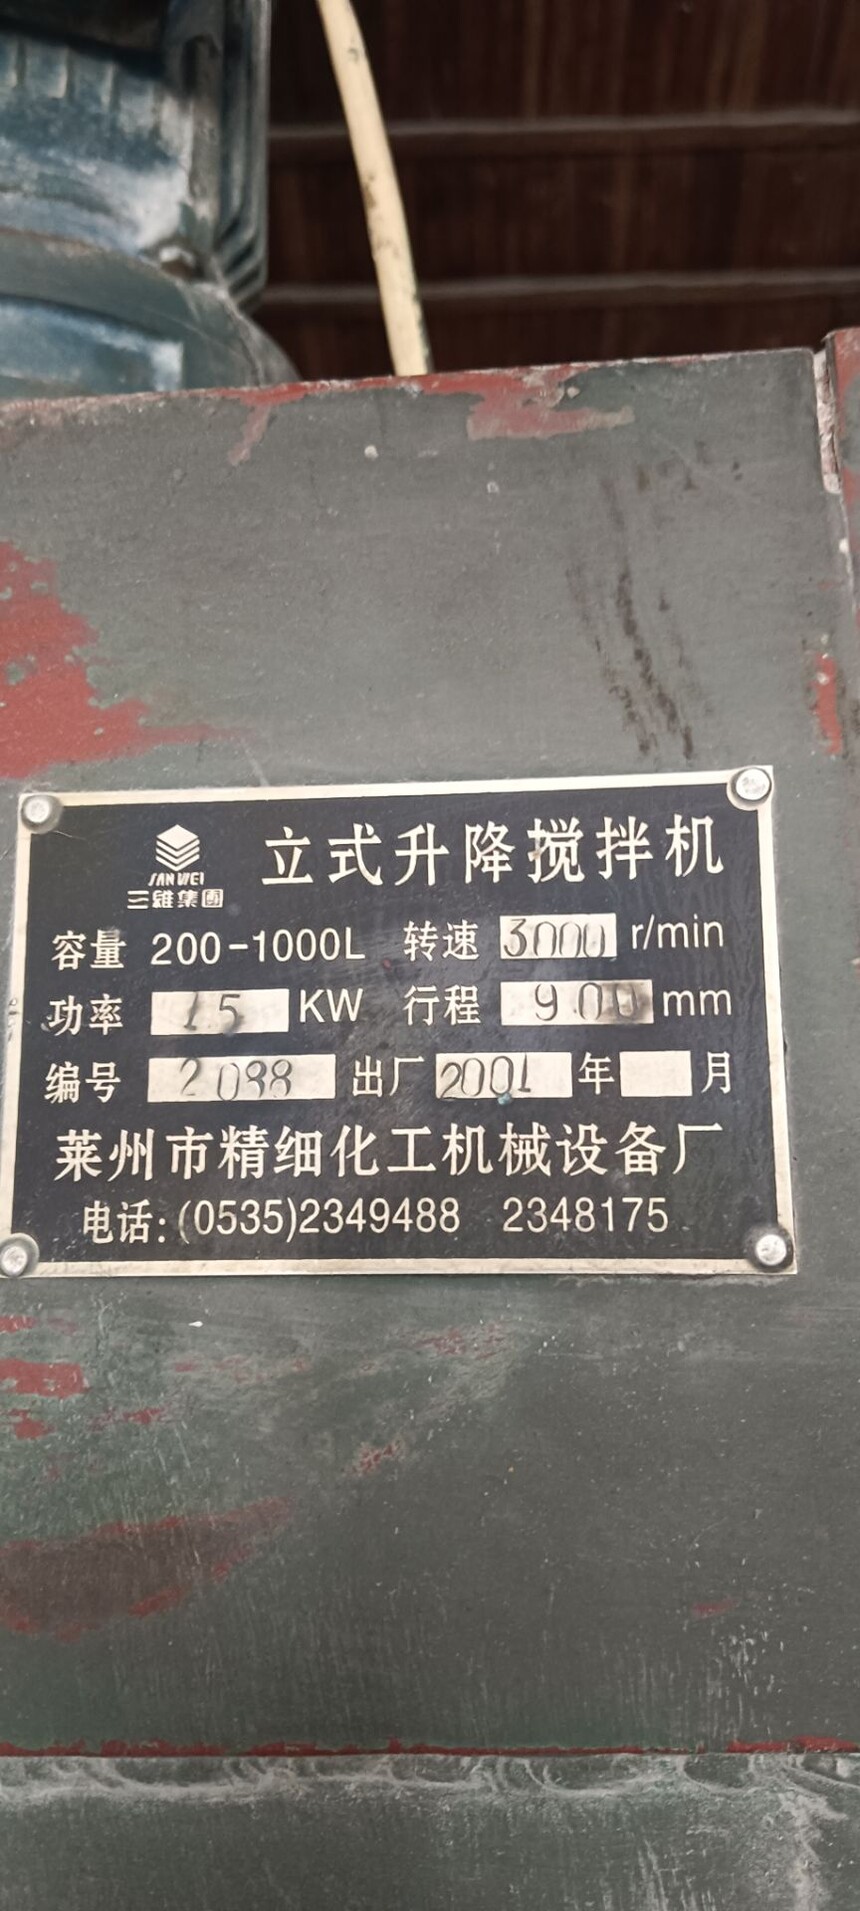 立式升降搅拌机
SAN WEI
三维集团
容量 200-1000L 转速 3000 r/min
功率 15 KW 行程 900 mm
编号 2088 出厂 2001 年 月
莱州市精细化工机械设备厂
电话:(0535)2349488 2348175